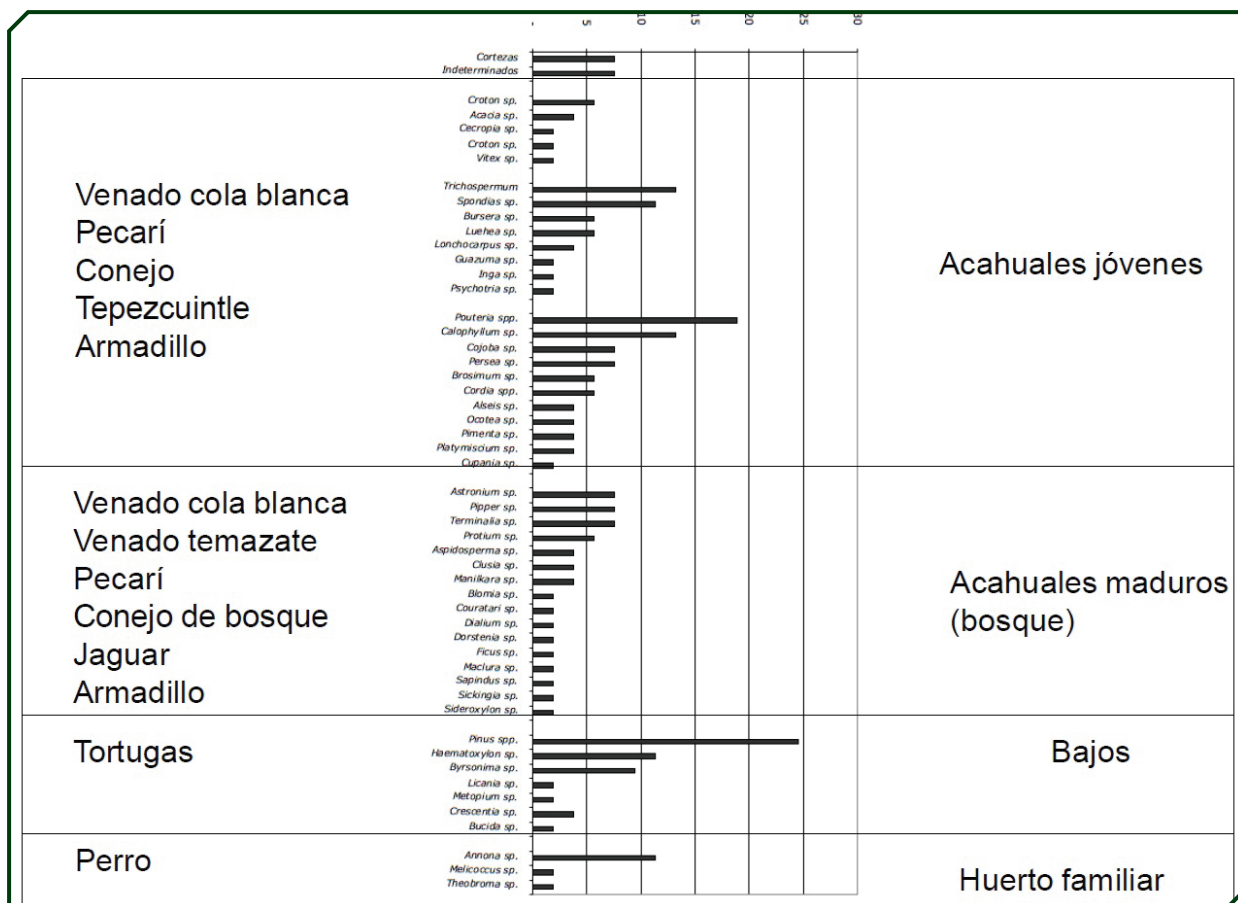 - 5 10 15 20 25 30
Cortezas
Indeterminados
Croton sp.
Acacia sp.
Cecropia sp.
Croton sp.
Vitex sp.
Venado cola blanca
Pecarí
Conejo
Tepezcuintle
Armadillo
Trichospermum
Spondias sp.
Bursera sp.
Luehea sp.
Lonchocarpus sp.
Guazuma sp.
Inga sp.
Psychotria sp.
Acahuales jóvenes
Pouteria spp.
Calophyllum sp.
Cojoba sp.
Persea sp.
Brosimum sp.
Cordia spp.
Alseis sp.
Ocotea sp.
Pimenta sp.
Platymiscium sp.
Cupania sp.
Venado cola blanca
Venado temazate
Pecarí
Conejo de bosque
Jaguar
Armadillo
Astronium sp.
Pipper sp.
Terminalia sp.
Protium sp.
Aspidosperma sp.
Clusia sp.
Manilkara sp.
Blomia sp.
Couratari sp.
Dialium sp.
Dorstenia sp.
Ficus sp.
Maclura sp.
Sapindus sp.
Sickingia sp.
Sideroxylon sp.
Acahuales maduros
(bosque)
Tortugas
Pinus spp.
Haematoxylon sp.
Byrsonima sp.
Licania sp.
Metopium sp.
Crescentia sp.
Bucida sp.
Bajos
Perro
Annona sp.
Melicoccus sp.
Theobroma sp.
Huerto familiar